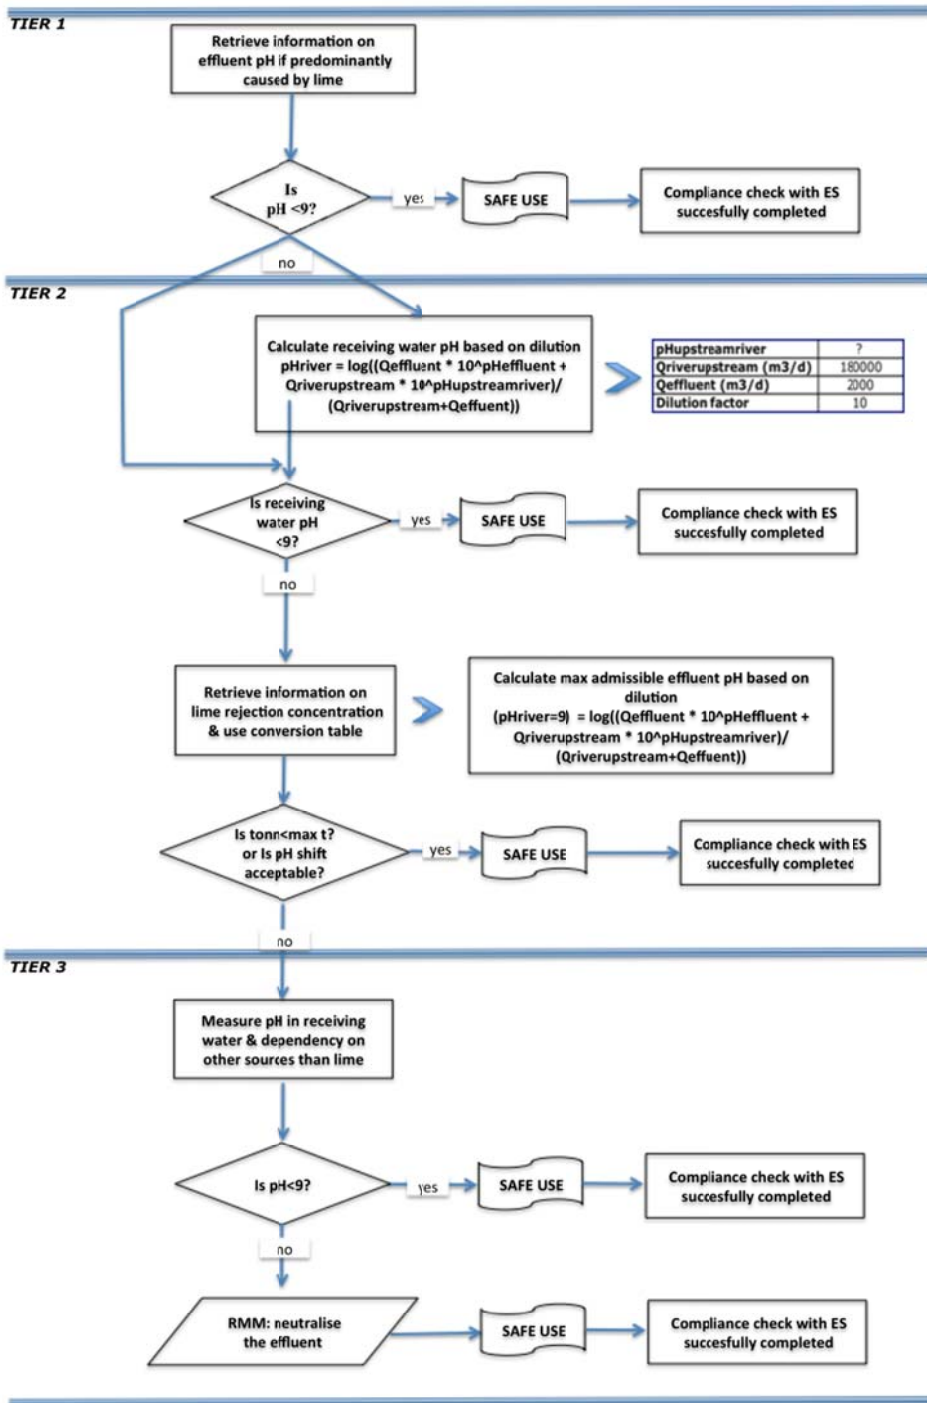 TIER 1
Retrieve information on
effluent pH if predominantly
caused by lime
Is
pH <9?
yes
SAFE USE
Compliance check with ES
succesfully completed
no
TIER 2
Calculate receiving water pH based on dilution
pHriver = log((Qeffluent * 10^pHeffluent +
Qriverupstream * 10^pHupstreamriver)/
(Qriverupstream+Qeffuent))
pHupstreamriver ?
Qriverupstream (m3/d) 180000
Qeffluent (m3/d) 2000
Dilution factor 10
Is receiving
water pH
<9?
yes
SAFE USE
Compliance check with ES
succesfully completed
no
Retrieve information on
lime rejection concentration
& use conversion table
Calculate max admissible effluent pH based on
dilution
(pHriver=9) = log((Qeffluent * 10^pHeffluent +
Qriverupstream * 10^pHupstreamriver)/
(Qriverupstream+Qeffuent))
Is tonn<max t?
or Is pH shift
acceptable?
yes
SAFE USE
Compliance check with ES
succesfully completed
no
TIER 3
Measure pH in receiving
water & dependency on
other sources than lime
Is pH<9?
yes
SAFE USE
Compliance check with ES
succesfully completed
no
RMM: neutralise
the effluent
SAFE USE
Compliance check with ES
succesfully completed